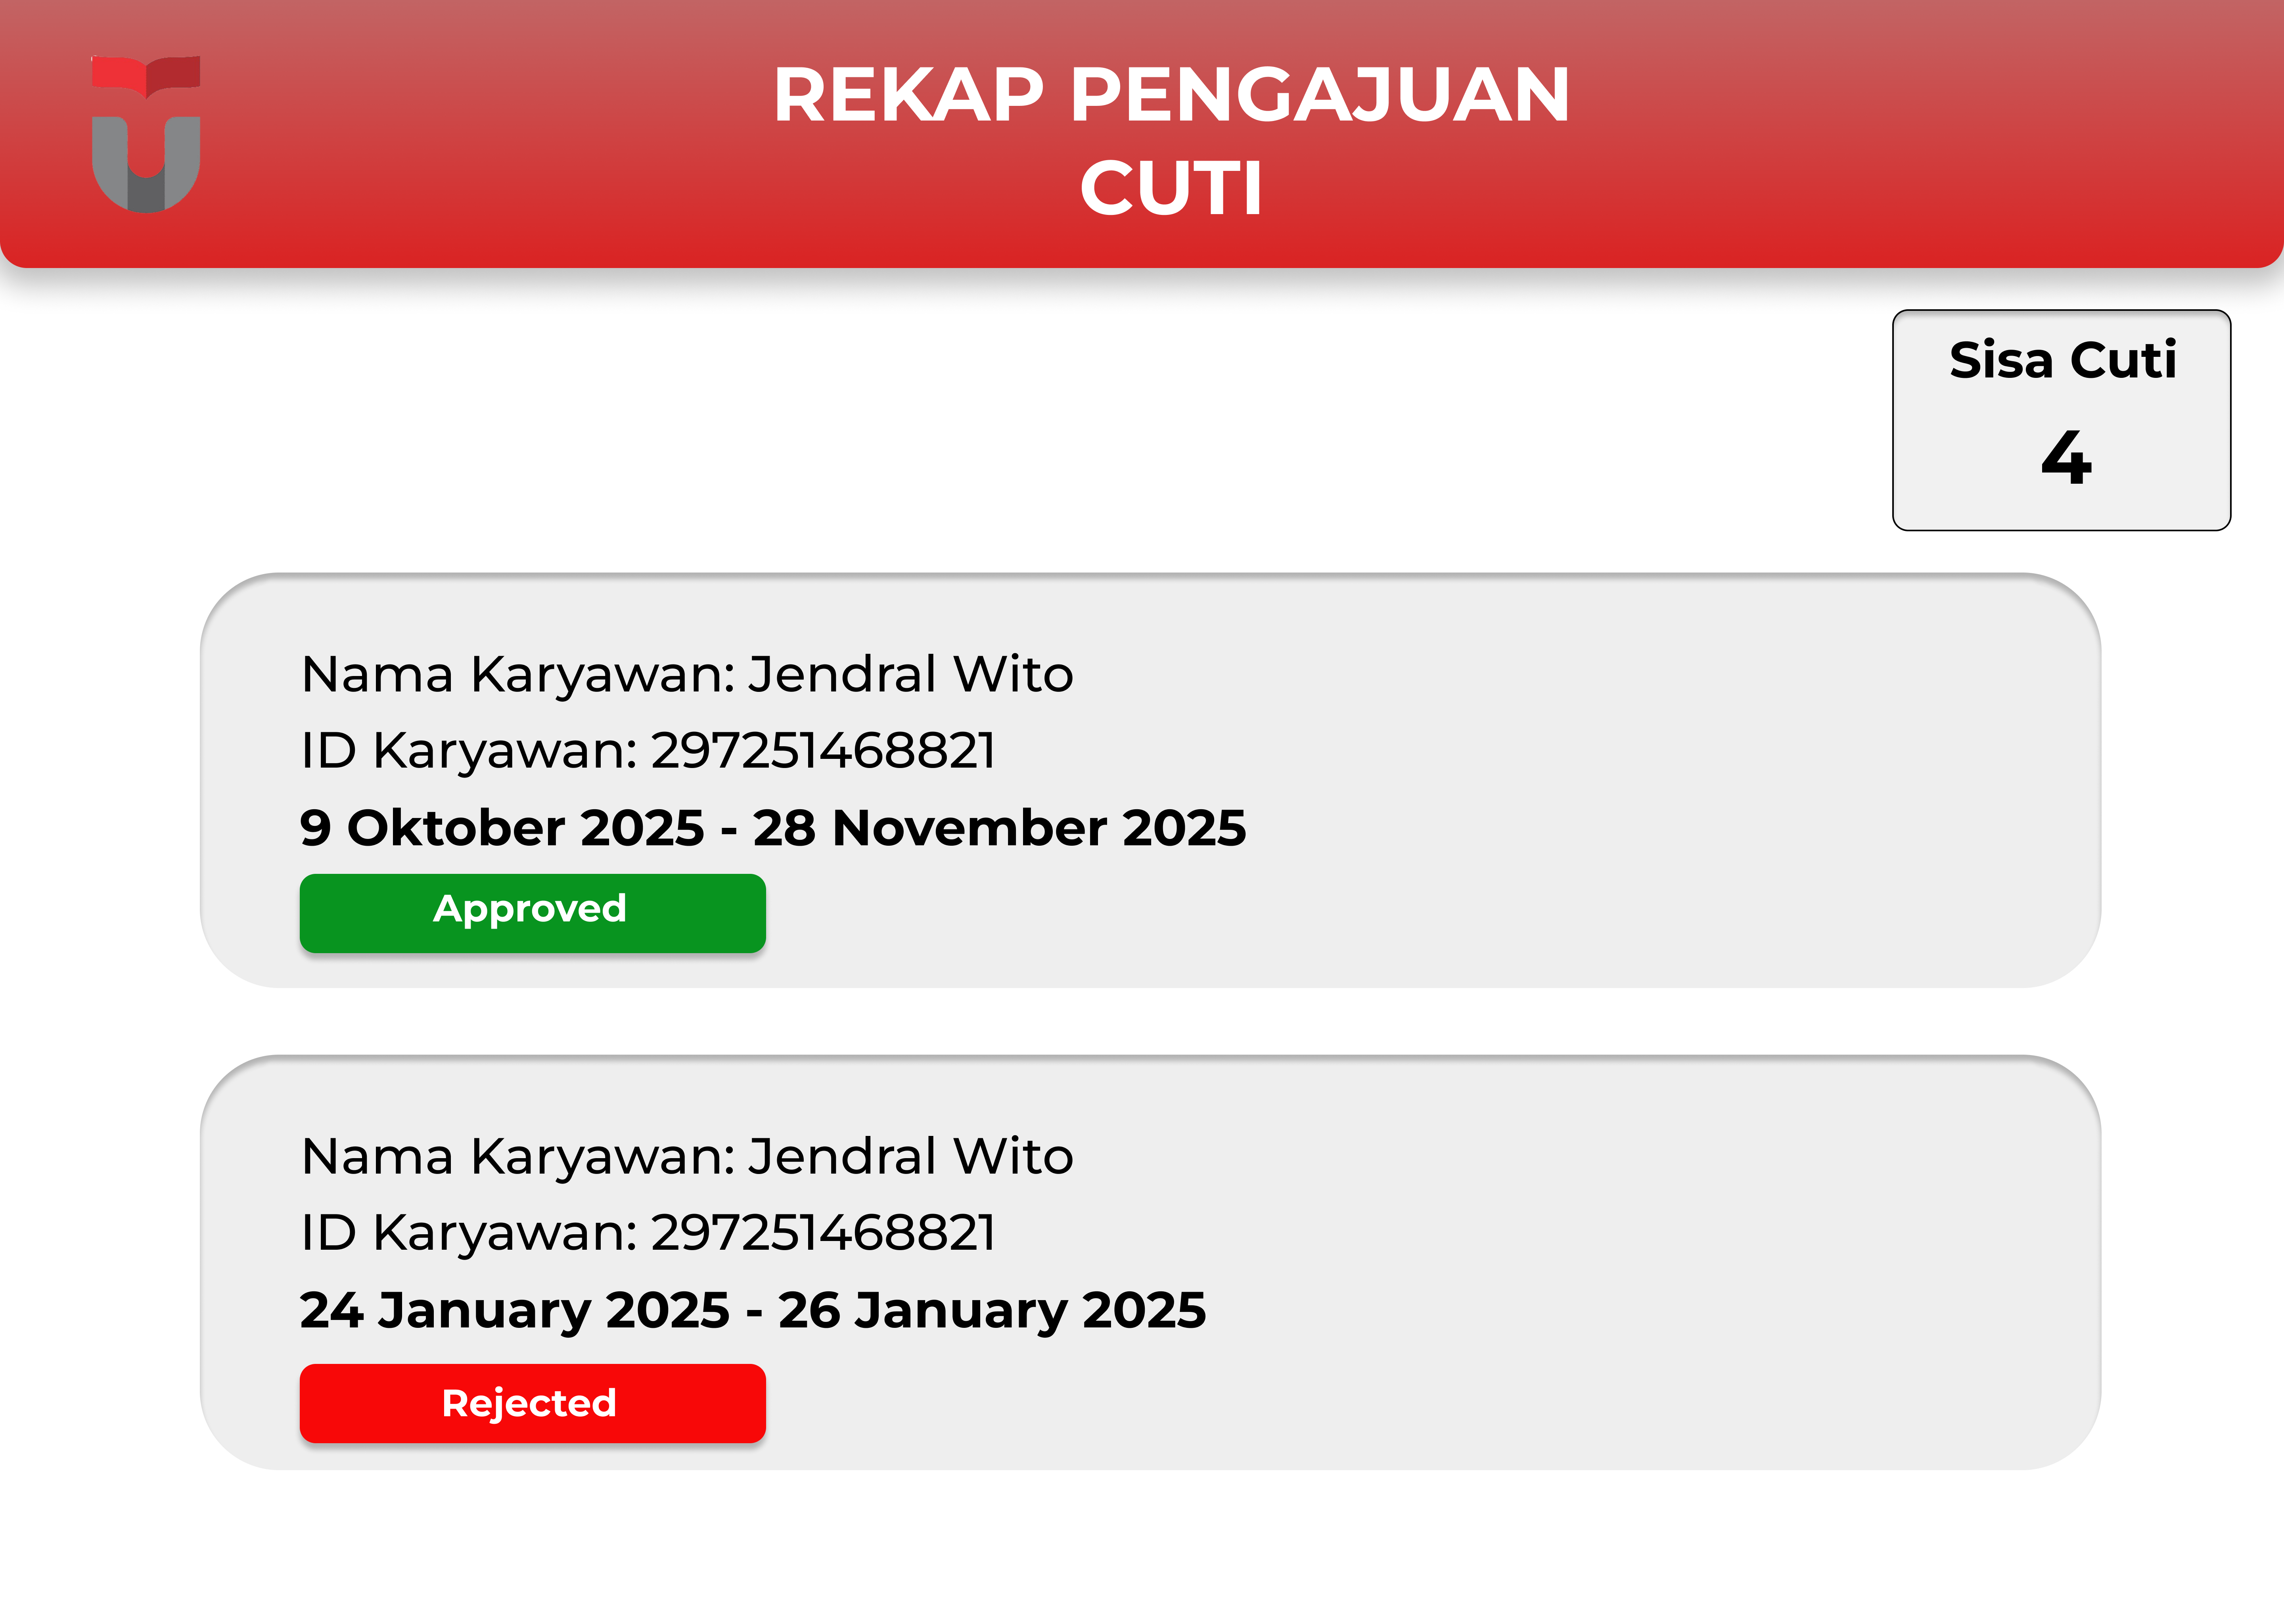 REKAP PENGAJUAN
CUTI
Sisa Cuti
4
Nama Karyawan: Jendral Wito
ID Karyawan: 297251468821
9 Oktober 2025 - 28 November 2025
Approved
Nama Karyawan: Jendral Wito
ID Karyawan: 297251468821
24 January 2025 - 26 January 2025
Rejected